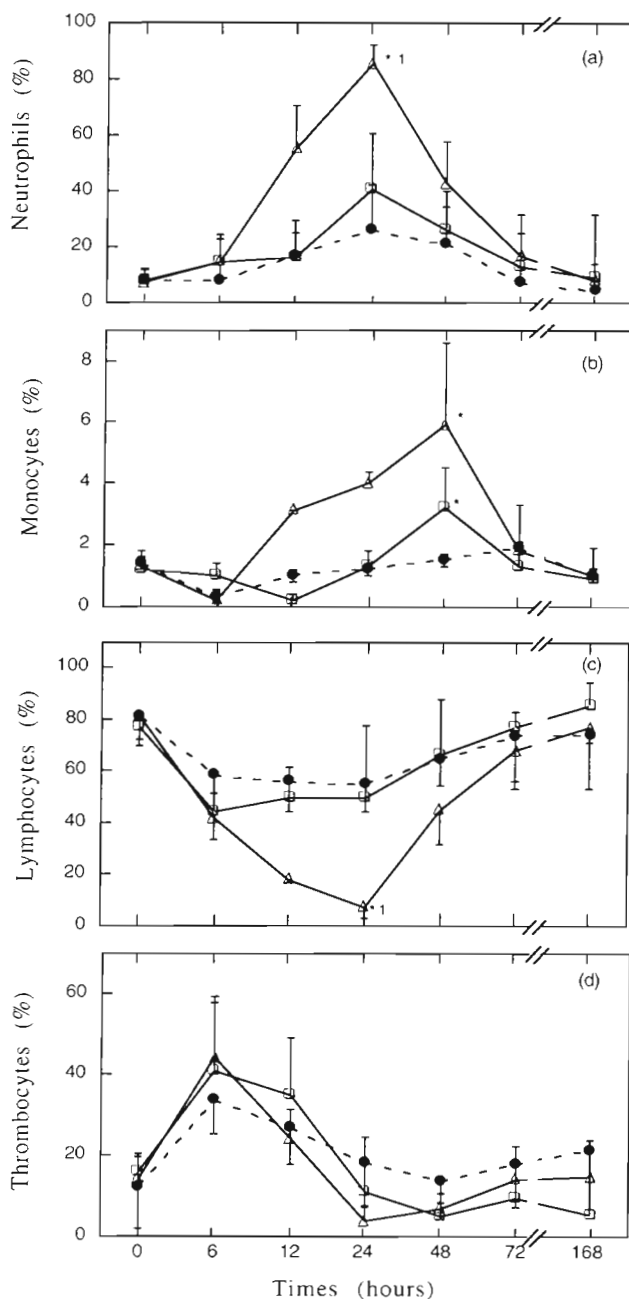 100
80
60
40
20
0
Neutrophils (%)
(a)
* 1
8
6
4
2
0
Monocytes (%)
(b)
*
*
100
80
60
40
20
0
Lymphocytes (%)
(c)
* 1
60
40
20
0
Thrombocytes (%)
(d)
0 6 12 24 48 72 168
Times (hours)